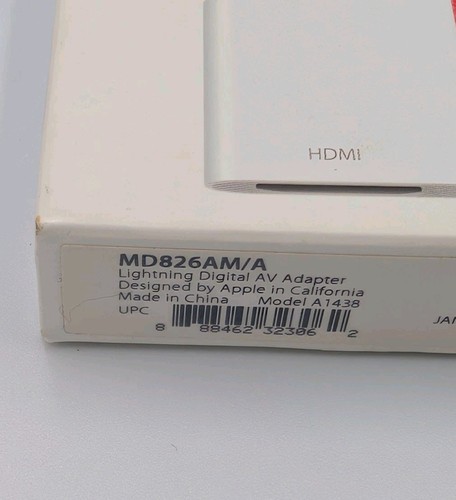 HDMI
MD826AM/A
Lightning Digital AV Adapter
Designed by Apple in California
Made in China Model A1438
UPC
8 88462 32306 2
JAN